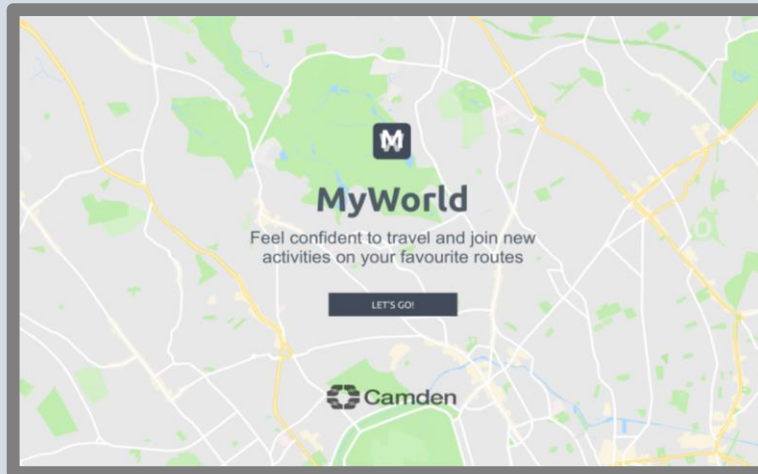 M
MyWorld
Feel confident to travel and join new
activities on your favourite routes
LET'S GO!
Camden